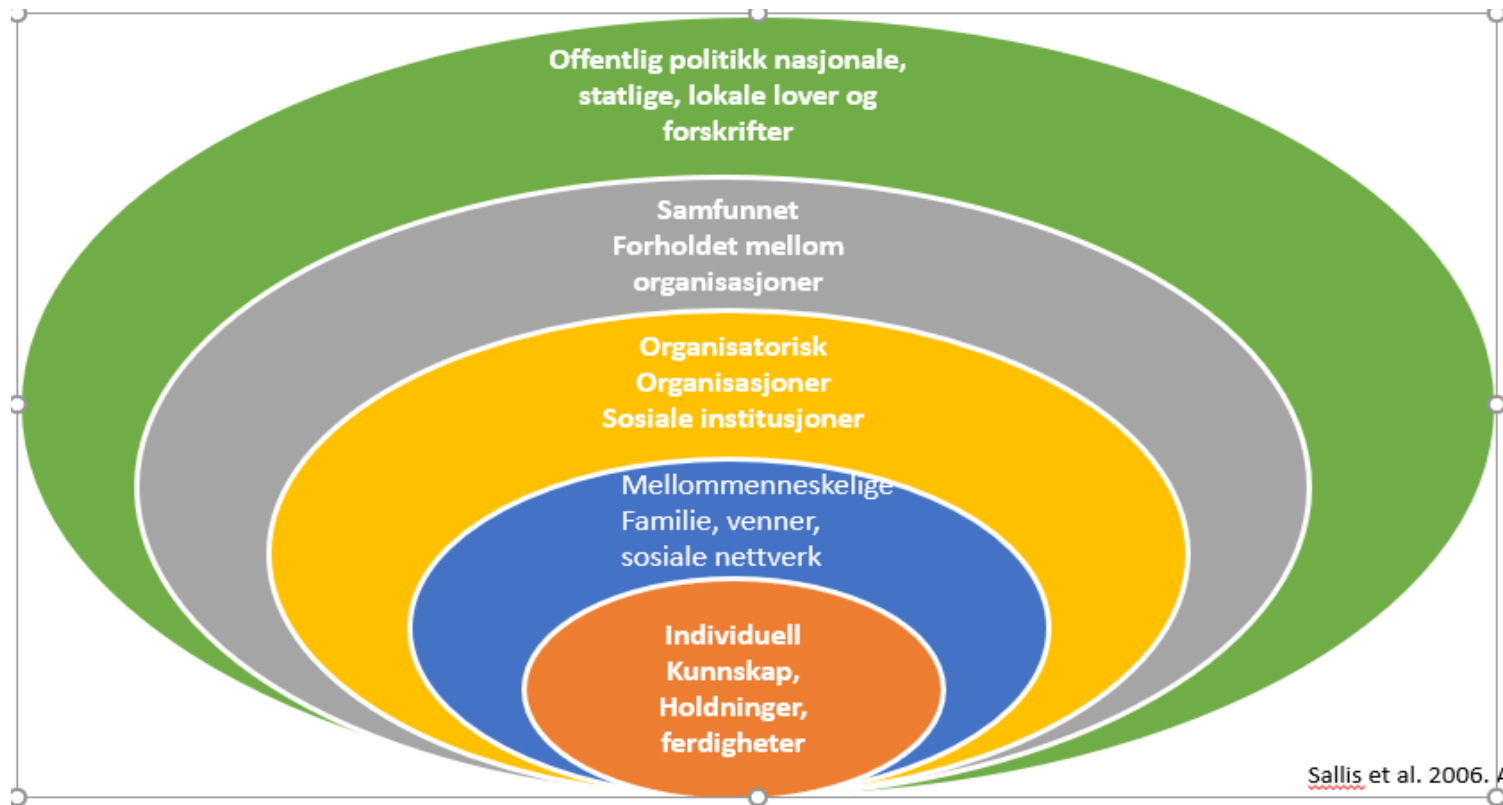 Offentlig politikk nasjonale,
statlige, lokale lover og
forskrifter
Samfunnet
Forholdet mellom
organisasjoner
Organisatorisk
Organisasjoner
Sosiale institusjoner
Mellommenneskelige
Familie, venner,
sosiale nettverk
Individuell
Kunnskap,
Holdninger,
ferdigheter
Sallis et al. 2006.